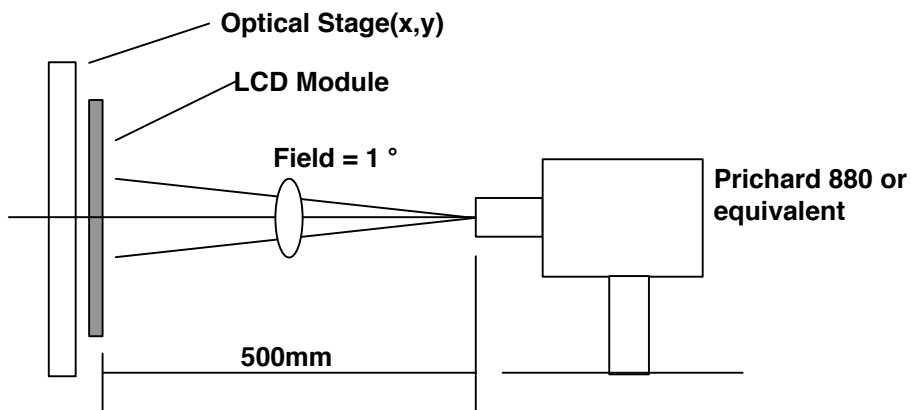 Optical Stage(x,y)
LCD Module
Field = 1 °
Prichard 880 or
equivalent
500mm